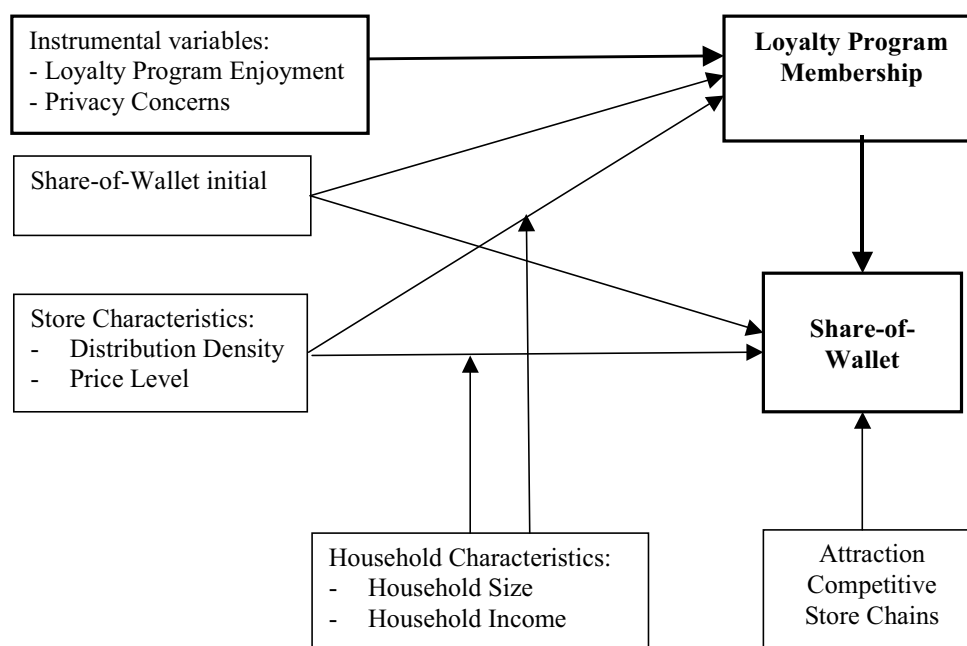 Instrumental variables:
- Loyalty Program Enjoyment
- Privacy Concerns
Loyalty Program
Membership
Share-of-Wallet initial
Store Characteristics:
- Distribution Density
- Price Level
Share-of-
Wallet
Household Characteristics:
- Household Size
- Household Income
Attraction
Competitive
Store Chains